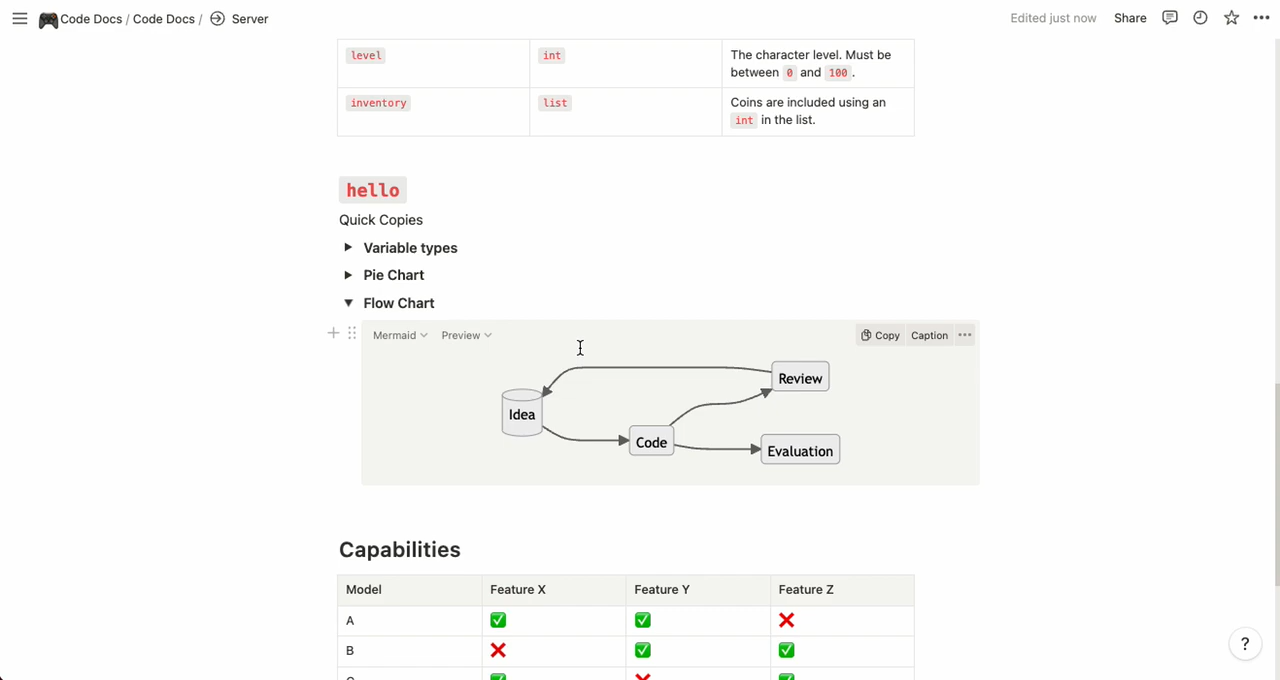 Code Docs / Code Docs / Server
Edited just now Share
level int The character level. Must be
between 0 and 100 .
inventory list Coins are included using an
int in the list.
hello
Quick Copies
Variable types
Pie Chart
Flow Chart
Mermaid Preview Copy Caption
Review
Idea
Code
Evaluation
Capabilities
Model Feature X Feature Y Feature Z
A
B
?